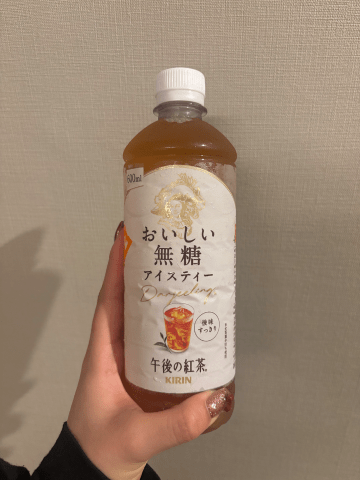 600ml
おいしい
無糖
アイスティー
Darjeeling
後味
すっきり
午後の紅茶
KIRIN